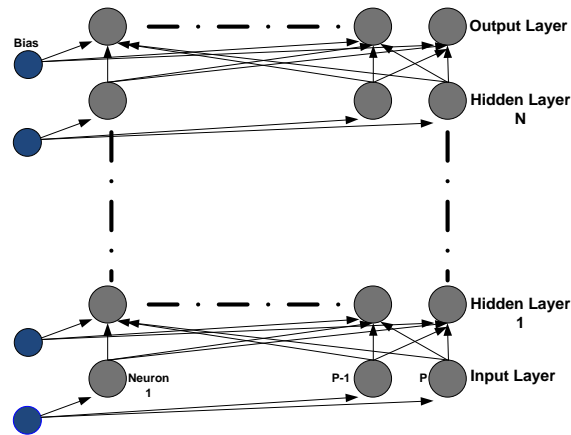 Output Layer
Bias
Hidden Layer
N
Hidden Layer
1
Neuron
1
P-1
P
Input Layer